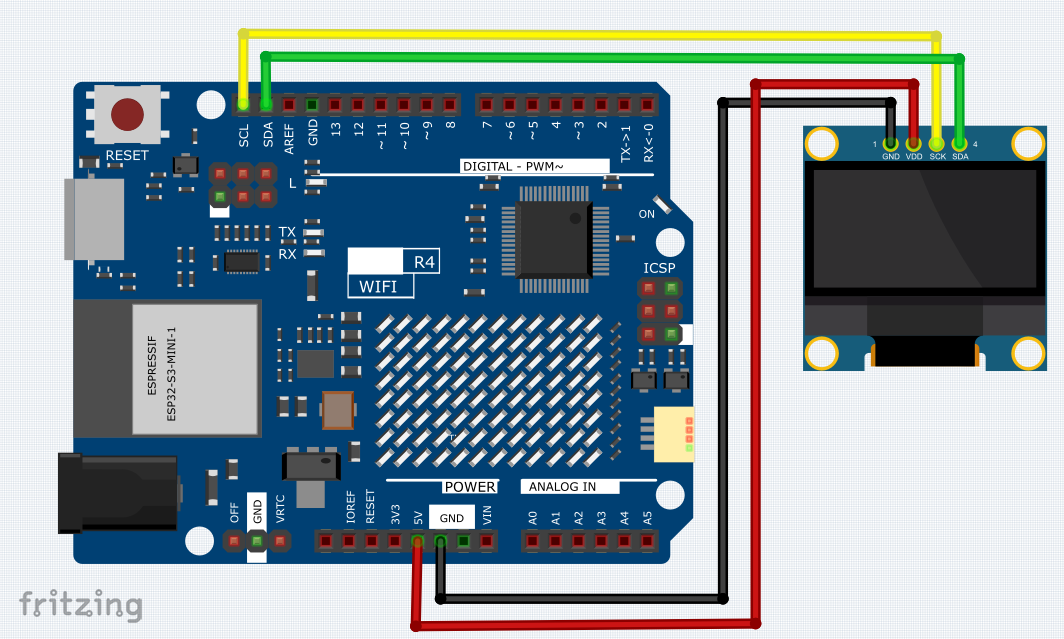 RESET
SCL
SDA
AREF
GND
13
12
~11
~10
~9
8
7
~6
~5
4
~3
2
TX->1
RX<-0
DIGITAL - PWM~
L
TX
RX
R4
WIFI
ON
ICSP
ESPRESSIF
ESP32-S3-MINI-1
1 GND VDD SCK SDA 4
POWER
ANALOG IN
OFF
GND
VRTC
IOREF
RESET
3V3
5V
GND
VIN
A0
A1
A2
A3
A4
A5
fritzing